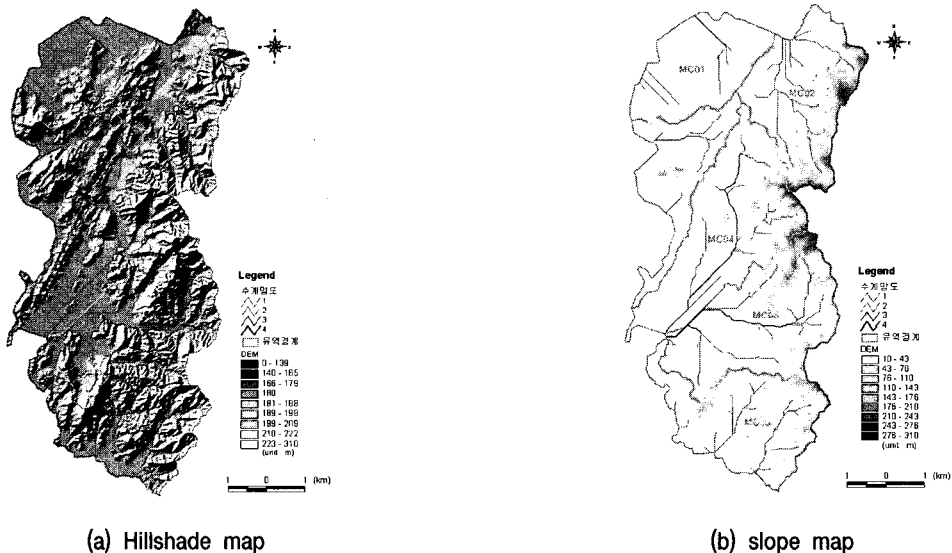 N
W E
S
Legend
수계망도
1
2
3
4
유역경계
DEM
0 - 139
140 - 165
166 - 179
180
181 - 188
189 - 198
199 - 209
210 - 222
223 - 310
(unit m)
1 0 1 (km)
(a) Hillshade map
N
W E
S
MC01
MC02
MC04
Legend
수계망도
1
2
3
4
유역경계
DEM
10 - 43
43 - 76
76 - 110
110 - 143
143 - 176
176 - 210
210 - 243
243 - 276
276 - 310
(unit m)
1 0 1 (km)
(b) slope map